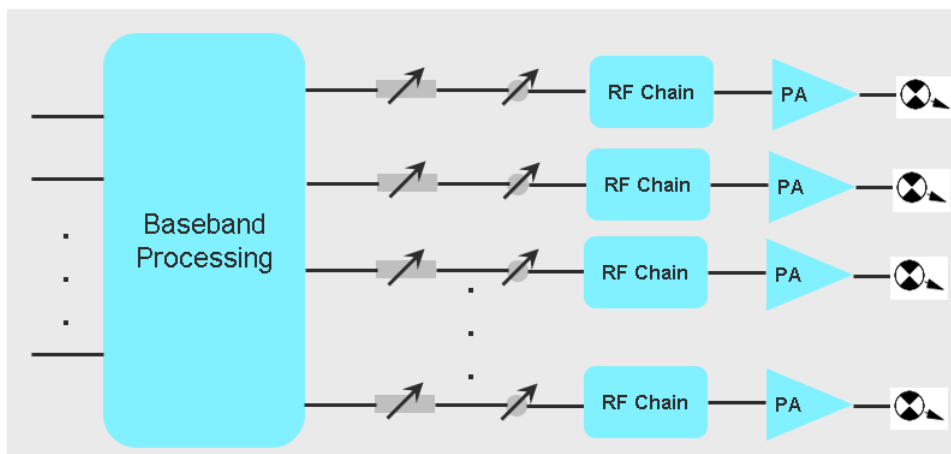 Baseband
Processing
RF Chain
PA
RF Chain
PA
RF Chain
PA
RF Chain
PA